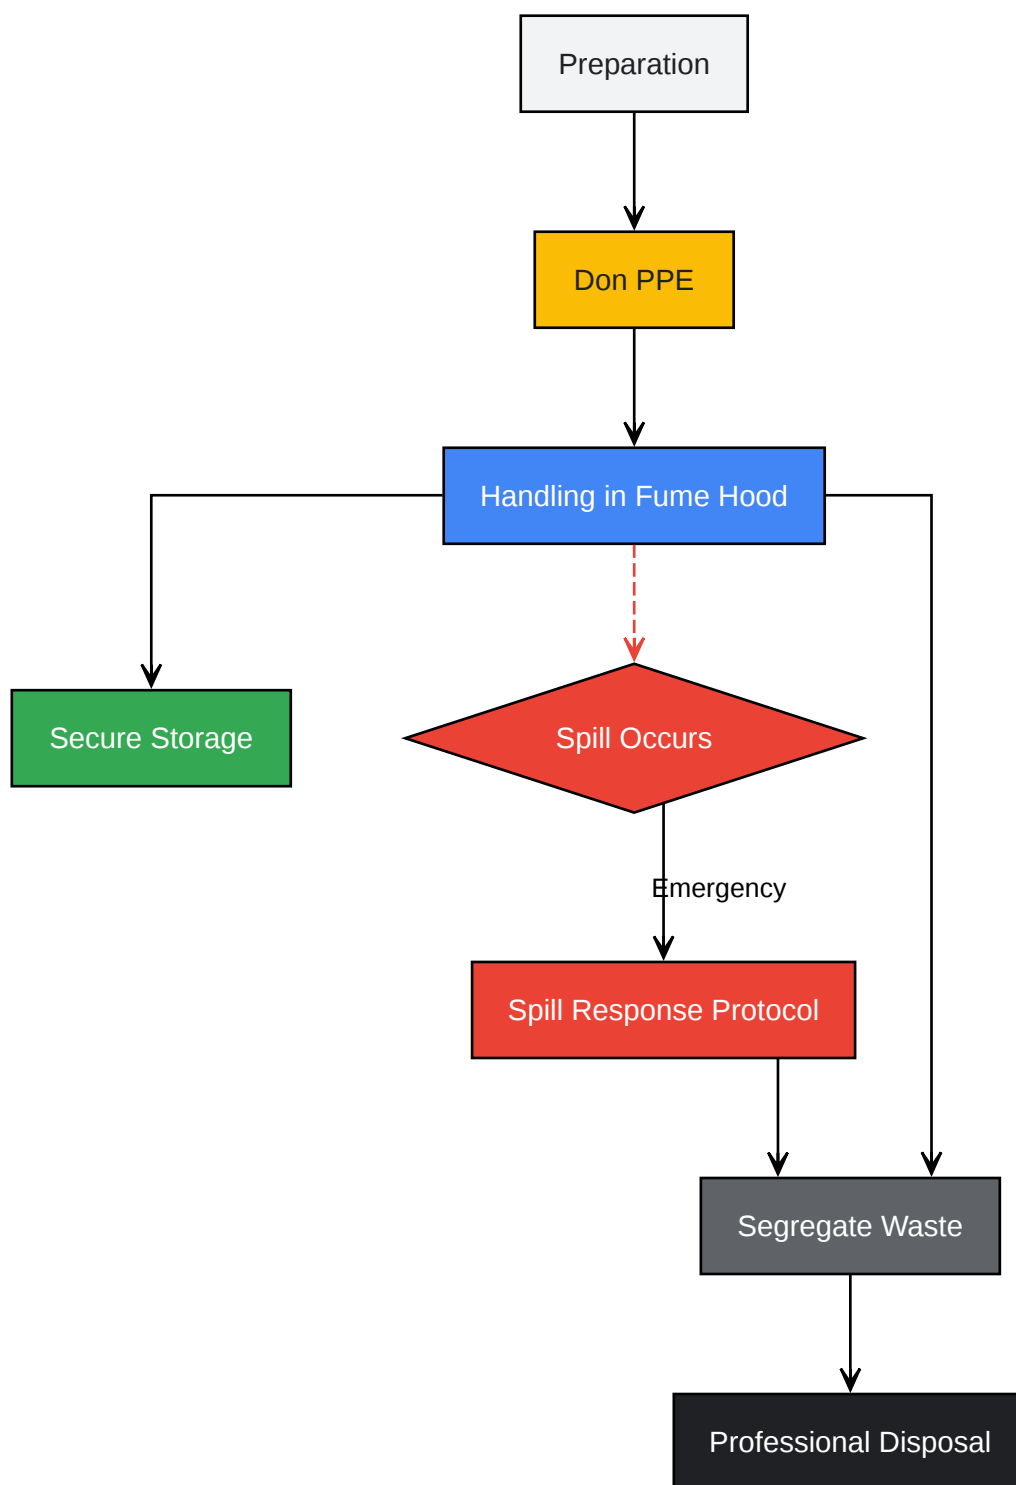 Preparation
Don PPE
Handling in Fume Hood
Secure Storage
Spill Occurs
Emergency
Spill Response Protocol
Segregate Waste
Professional Disposal